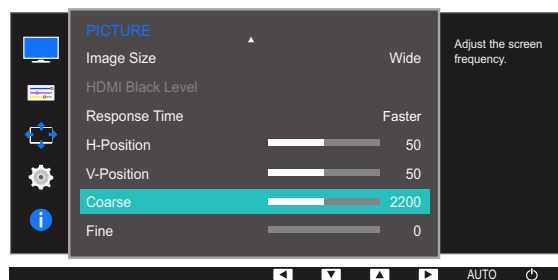 PICTURE
Image Size Wide
HDMI Black Level
Response Time Faster
H-Position 50
V-Position 50
Coarse 2200
Fine 0
Adjust the screen
frequency.
AUTO